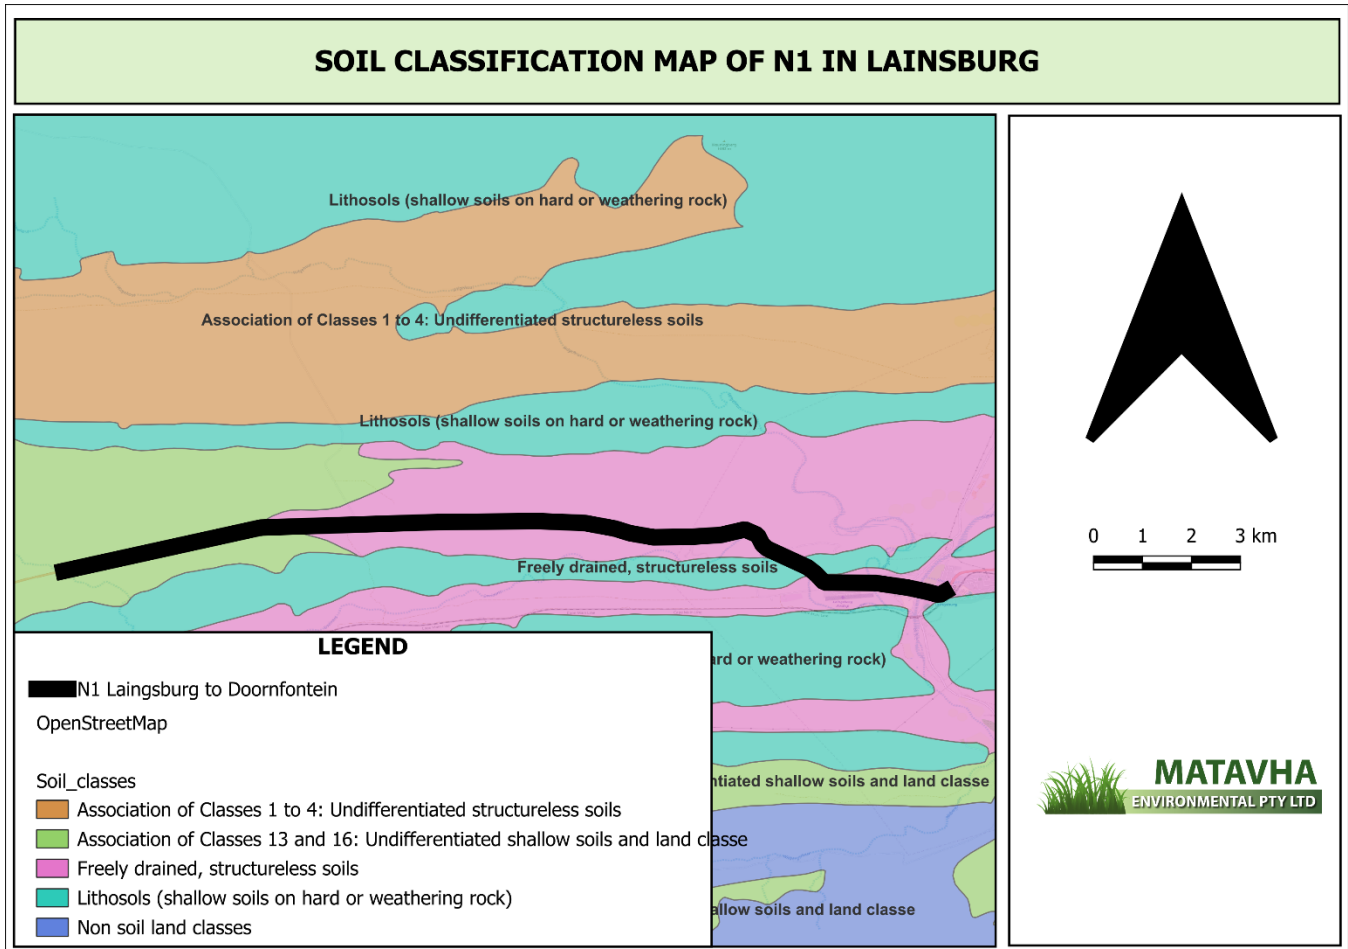 SOIL CLASSIFICATION MAP OF N1 IN LAINSBURG
Lithosols (shallow soils on hard or weathering rock)
Association of Classes 1 to 4: Undifferentiated structureless soils
Lithosols (shallow soils on hard or weathering rock)
Freely drained, structureless soils
hard or weathering rock)
ntiated shallow soils and land classe
allow soils and land classe
LEGEND
N1 Laingsburg to Doornfontein
OpenStreetMap
Soil_classes
Association of Classes 1 to 4: Undifferentiated structureless soils
Association of Classes 13 and 16: Undifferentiated shallow soils and land classe
Freely drained, structureless soils
Lithosols (shallow soils on hard or weathering rock)
Non soil land classes
0 1 2 3 km
MATAVHA
ENVIRONMENTAL PTY LTD